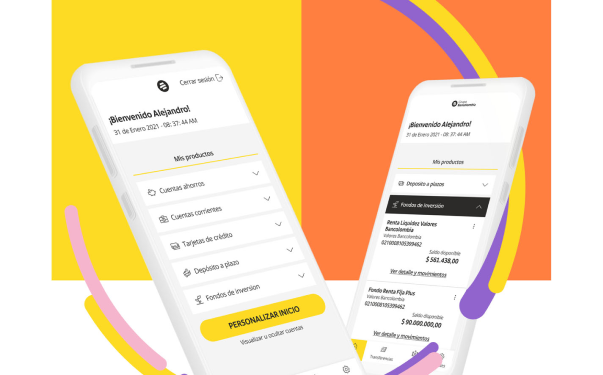 Cerrar sesión
¡Bienvenido Alejandro!
31 de Enero 2021 - 08: 37: 44 AM
Mis productos
Cuentas ahorros
Cuentas corrientes
Tarjetas de crédito
Depósito a plazo
Fondos de inversion
PERSONALIZAR INICIO
Visualizar u ocultar cuentas
Bancolombia
¡Bienvenido Alejandro!
31 de Enero 2021 - 08: 37: 44 AM
Mis productos
Depósito a plazos
Fondos de Inversión
Renta Liquidez Valores
Bancolombia
Valores Bancolombia
0210008105399462
Saldo disponible
$ 561.438,00
Ver detalle y movimientos
Fondo Renta Fija Plus
Valores Bancolombia
0210008105399462
Saldo disponible
$ 90.000.000,00
Ver detalle y movimientos
Transferencias